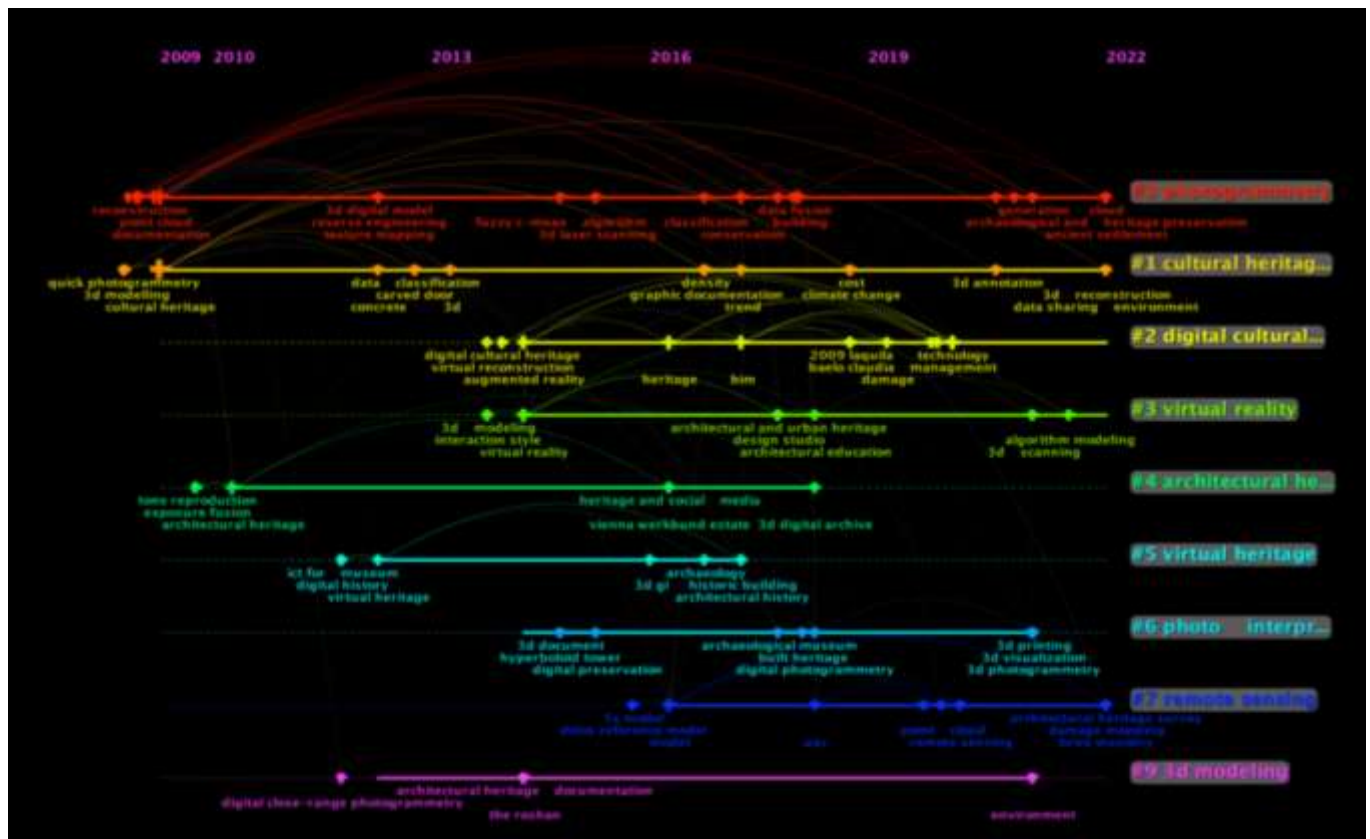 2009 2010 2013 2016 2019 2022
#0 photogrammetry
reconstruction 3d digital model data fusion generation cloud
point cloud reverse engineering fuzzy c-means algorithm classification building archaeological and heritage preservation
documentation texture mapping 3d laser scanning conservation ancient settlement
#1 cultural heritag...
quick photogrammetry data classification density cost 3d annotation
3d modelling carved door graphic documentation climate change 3d reconstruction
cultural heritage concrete 3d trend data sharing environment
#2 digital cultural...
digital cultural heritage 2009 laquila technology
virtual reconstruction baelo claudia management
augmented reality heritage bim damage
#3 virtual reality
3d modeling architectural and urban heritage
interaction style design studio algorithm modeling
virtual reality architectural education 3d scanning
#4 architectural he...
tone reproduction heritage and social media
exposure fusion
architectural heritage vienna werkbund estate 3d digital archive
#5 virtual heritage
ict for museum archaeology
digital history 3d gi historic building
virtual heritage architectural history
#6 photo interpr...
3d document archaeological museum 3d printing
hyperboloid tower built heritage 3d visualization
digital preservation digital photogrammetry 3d photogrammetry
#7 remote sensing
architectural heritage survey
damage mapping
model remote sensing
#9 3d modeling
architectural heritage documentation
digital close-range photogrammetry
environment